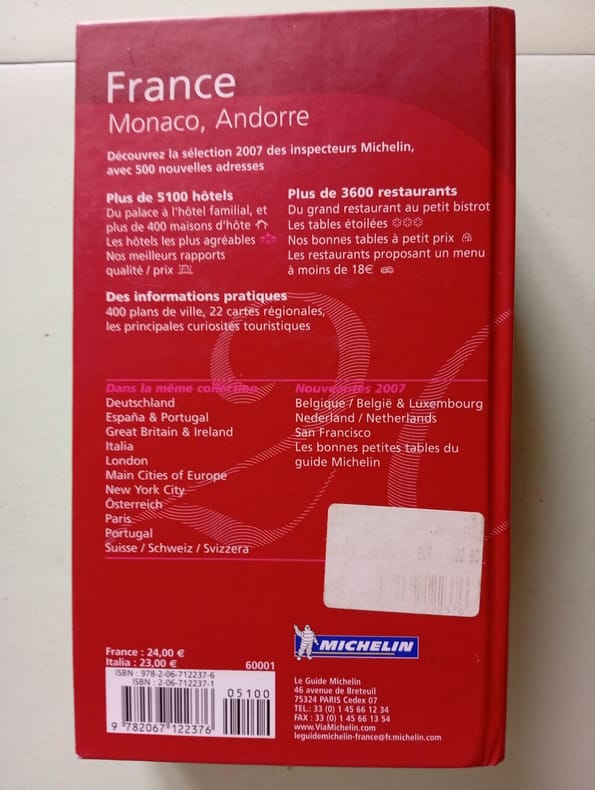 France
Monaco, Andorre
Découvrez la sélection 2007 des inspecteurs Michelin,
avec 500 nouvelles adresses
Plus de 5100 hôtels
Du palace à l'hôtel familial, et
plus de 400 maisons d'hôte
Les hôtels les plus agréables
Nos meilleurs rapports
qualité / prix
Plus de 3600 restaurants
Du grand restaurant au petit bistrot
Les tables étoilées
Nos bonnes tables à petit prix
Les restaurants proposant un menu
à moins de 18€
Des informations pratiques
400 plans de ville, 22 cartes régionales,
les principales curiosités touristiques
Dans la même collection
Deutschland
España & Portugal
Great Britain & Ireland
Italia
London
Main Cities of Europe
New York City
Österreich
Paris
Portugal
Suisse / Schweiz / Svizzera
Nouveautés 2007
Belgique / België & Luxembourg
Nederland / Netherlands
San Francisco
Les bonnes petites tables du
guide Michelin
France : 24,00 €
Italia : 23,00 €
60001
ISBN : 978-2-06-712237-6
ISBN : 2-06-712237-1
05100
9 782067 122376
MICHELIN
Le Guide Michelin
46 avenue de Breteuil
75324 PARIS Cedex 07
TEL.: 33 (0) 1 45 66 12 34
FAX : 33 (0) 1 45 66 13 54
www.ViaMichelin.com
leguidemichelin-france@fr.michelin.com